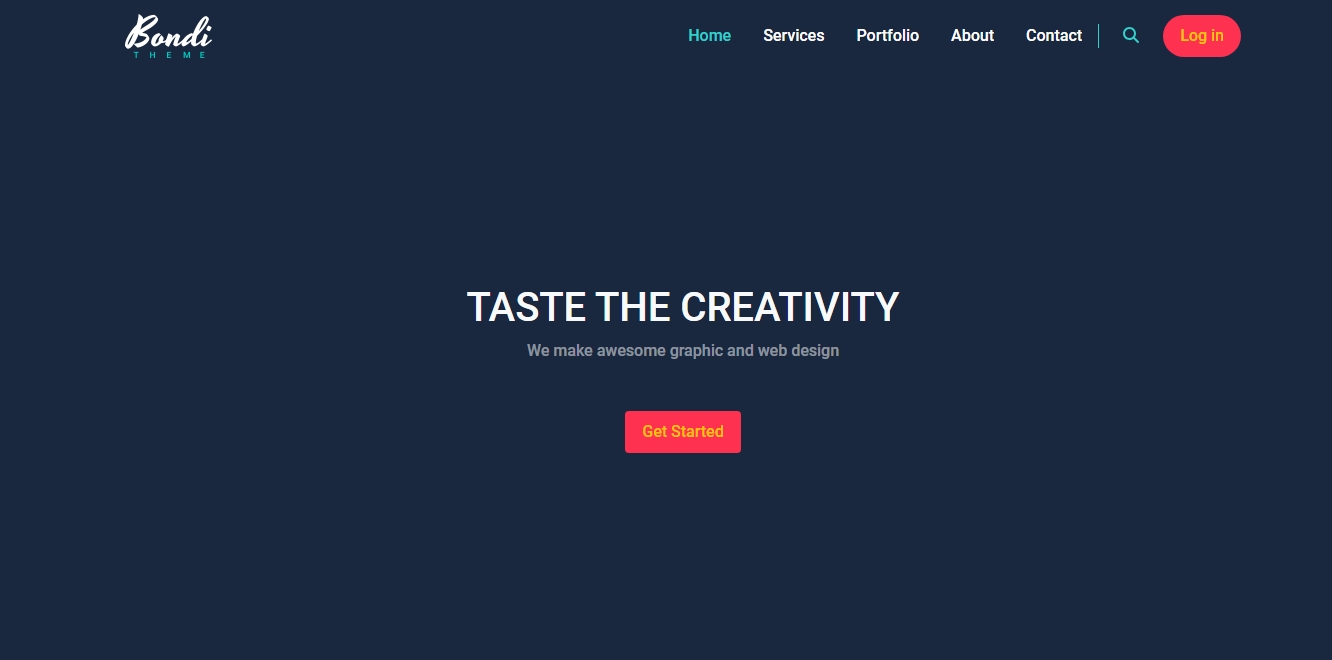 Bondi
THEME
Home Services Portfolio About Contact Log in
TASTE THE CREATIVITY
We make awesome graphic and web design
Get Started